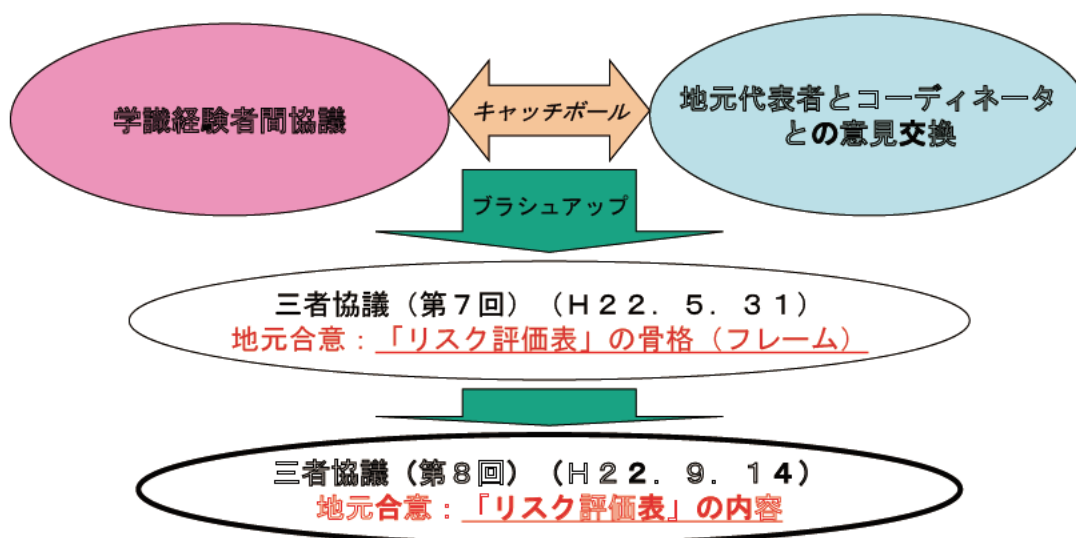 学識経験者間協議
キャッチボール
地元代表者とコーディネータ
との意見交換
ブラシュアップ
三者協議（第７回）（Ｈ２２．５．３１）
地元合意：「リスク評価表」の骨格（フレーム）
三者協議（第８回）（Ｈ２２．９．１４）
地元合意：「リスク評価表」の内容